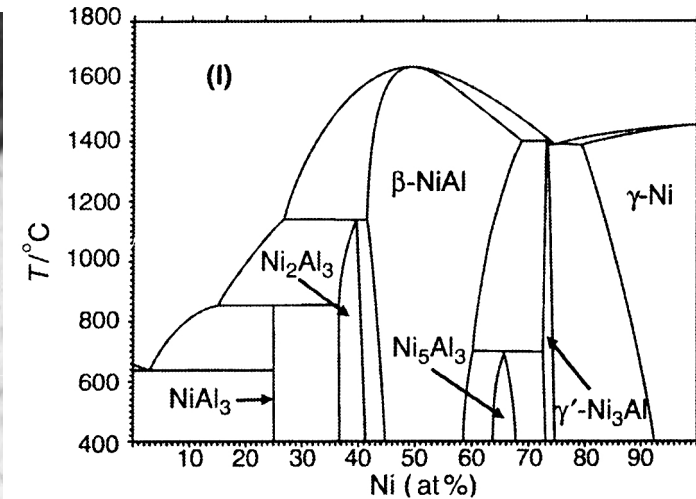 1800
1600
(l)
1400
β-NiAl
γ-Ni
1200
T/°C
1000
Ni₂Al₃
800
Ni₅Al₃
600
NiAl₃
γ′-Ni₃Al
400
10 20 30 40 50 60 70 80 90
Ni (at%)